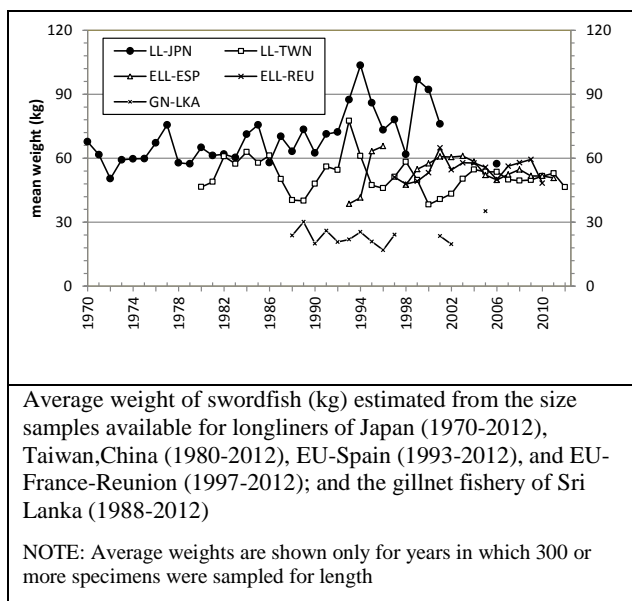 120
90
60
30
0
mean weight (kg)
LL-JPN
LL-TWN
ELL-ESP
ELL-REU
GN-LKA
120
90
60
30
0
1970
1974
1978
1982
1986
1990
1994
1998
2002
2006
2010
Average weight of swordfish (kg) estimated from the size
samples available for longliners of Japan (1970-2012),
Taiwan,China (1980-2012), EU-Spain (1993-2012), and EU-
France-Reunion (1997-2012); and the gillnet fishery of Sri
Lanka (1988-2012)
NOTE: Average weights are shown only for years in which 300 or
more specimens were sampled for length